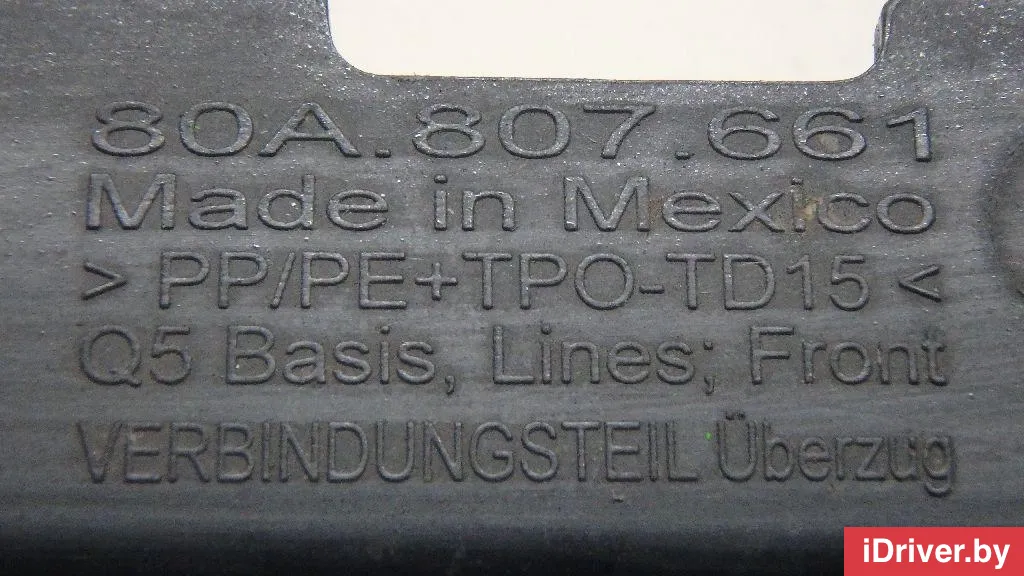 80A.807.661
Made in Mexico
> PP/PE+TPO-TD15 <
Q5 Basis, Lines; Front
VERBINDUNGSTEIL Überzug
iDriver.by